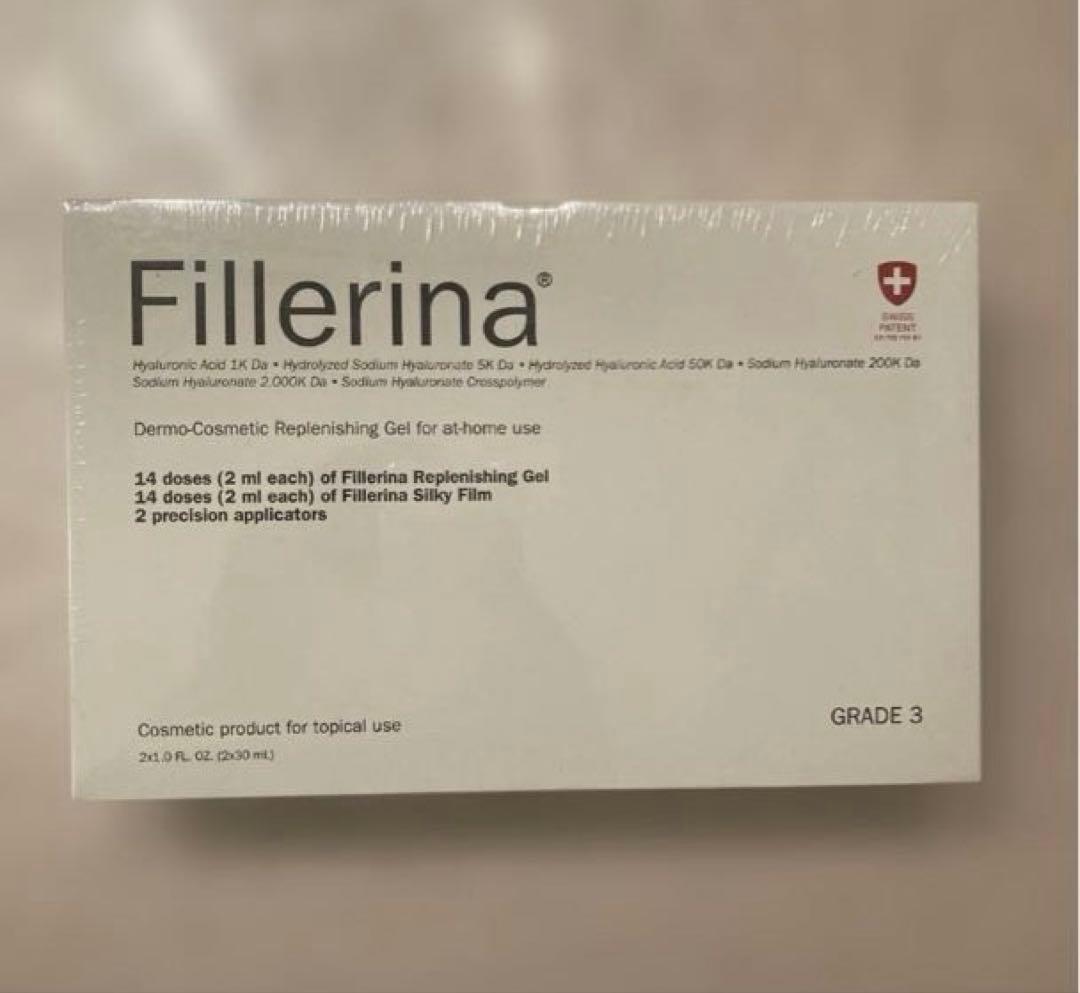 Fillerina®
SWISS
PATENT
Hyaluronic Acid 1K Da • Hydrolyzed Sodium Hyaluronate 5K Da • Hydrolyzed Hyaluronic Acid 50K Da • Sodium Hyaluronate 200K Da
Sodium Hyaluronate 2.000K Da • Sodium Hyaluronate Crosspolymer
Dermo-Cosmetic Replenishing Gel for at-home use
14 doses (2 ml each) of Fillerina Replenishing Gel
14 doses (2 ml each) of Fillerina Silky Film
2 precision applicators
GRADE 3
Cosmetic product for topical use
2x1.0 FL. OZ. (2x30 mL)